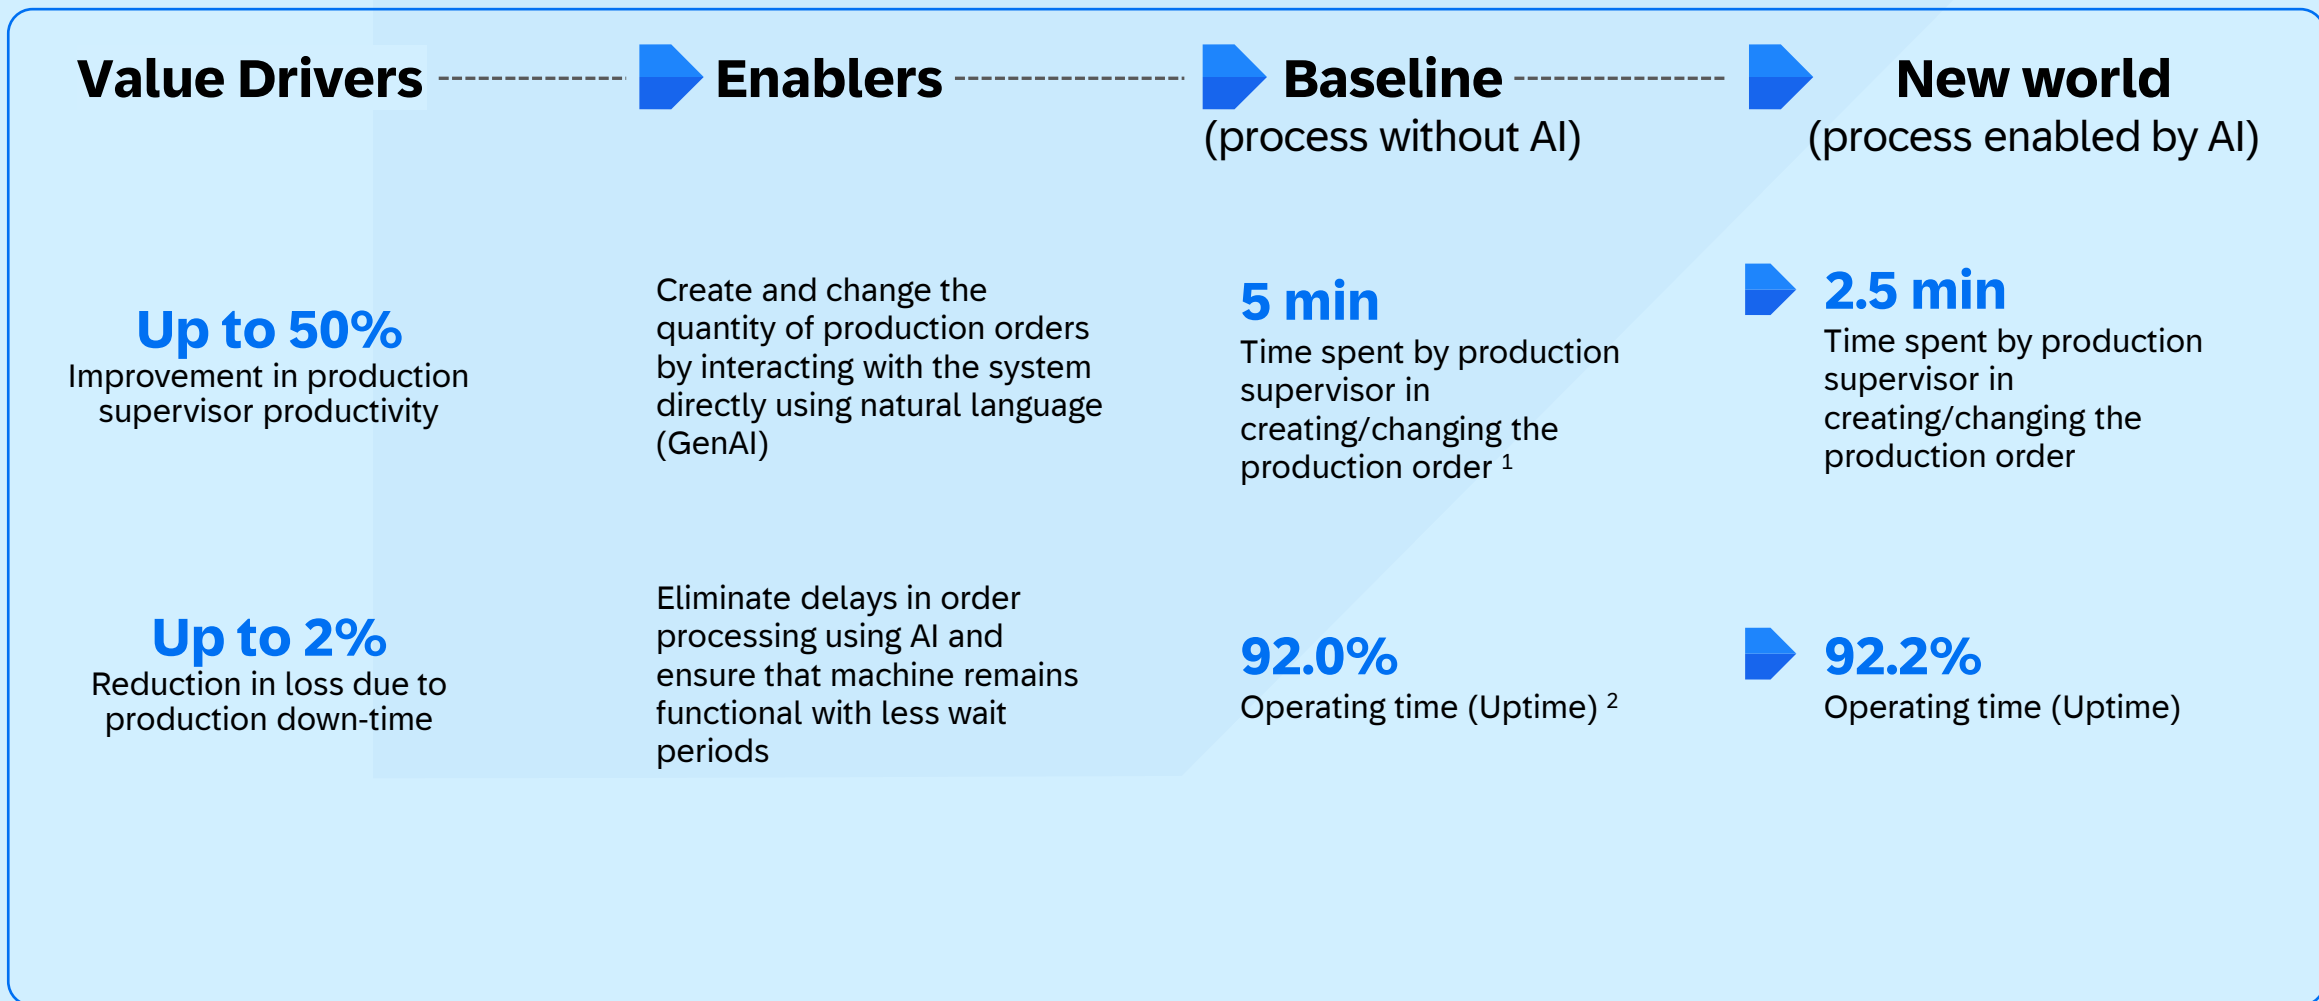 Value Drivers
Enablers
Baseline
(process without AI)
New world
(process enabled by AI)
Up to 50%
Improvement in production
supervisor productivity
Create and change the
quantity of production orders
by interacting with the system
directly using natural language
(GenAI)
5 min
Time spent by production
supervisor in
creating/changing the
production order ¹
2.5 min
Time spent by production
supervisor in
creating/changing the
production order
Up to 2%
Reduction in loss due to
production down-time
Eliminate delays in order
processing using AI and
ensure that machine remains
functional with less wait
periods
92.0%
Operating time (Uptime) ²
92.2%
Operating time (Uptime)